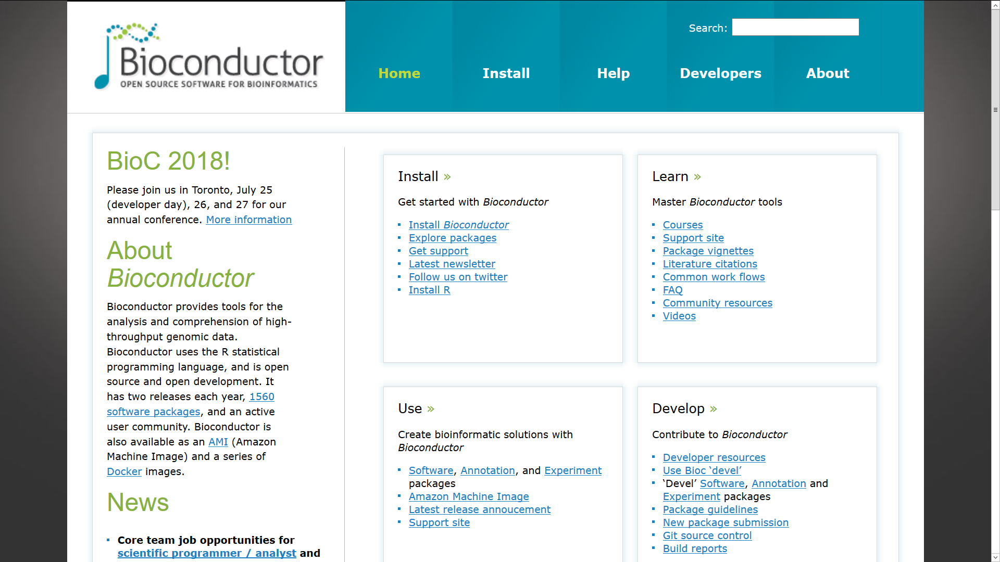 Bioconductor
OPEN SOURCE SOFTWARE FOR BIOINFORMATICS
Search:
Home Install Help Developers About
BioC 2018!
Please join us in Toronto, July 25
(developer day), 26, and 27 for our
annual conference. More information
About
Bioconductor
Bioconductor provides tools for the
analysis and comprehension of high-
throughput genomic data.
Bioconductor uses the R statistical
programming language, and is open
source and open development. It
has two releases each year, 1560
software packages, and an active
user community. Bioconductor is
also available as an AMI (Amazon
Machine Image) and a series of
Docker images.
News
Core team job opportunities for
scientific programmer / analyst and
Install »
Get started with Bioconductor
Install Bioconductor
Explore packages
Get support
Latest newsletter
Follow us on twitter
Install R
Learn »
Master Bioconductor tools
Courses
Support site
Package vignettes
Literature citations
Common work flows
FAQ
Community resources
Videos
Use »
Create bioinformatic solutions with
Bioconductor
Software, Annotation, and Experiment
packages
Amazon Machine Image
Latest release annoucement
Support site
Develop »
Contribute to Bioconductor
Developer resources
Use Bioc ‘devel’
‘Devel’ Software, Annotation and
Experiment packages
Package guidelines
New package submission
Git source control
Build reports